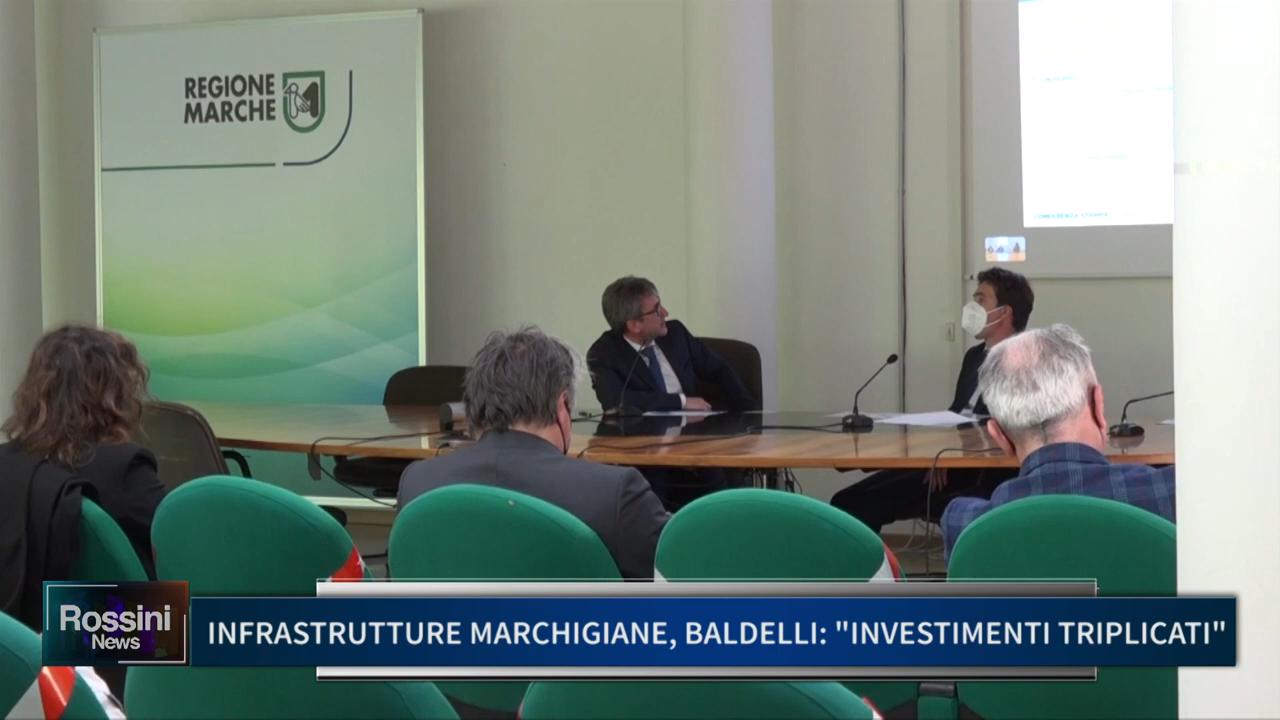 REGIONE
MARCHE
Rossini
News
INFRASTRUTTURE MARCHIGIANE, BALDELLI: "INVESTIMENTI TRIPLICATI"